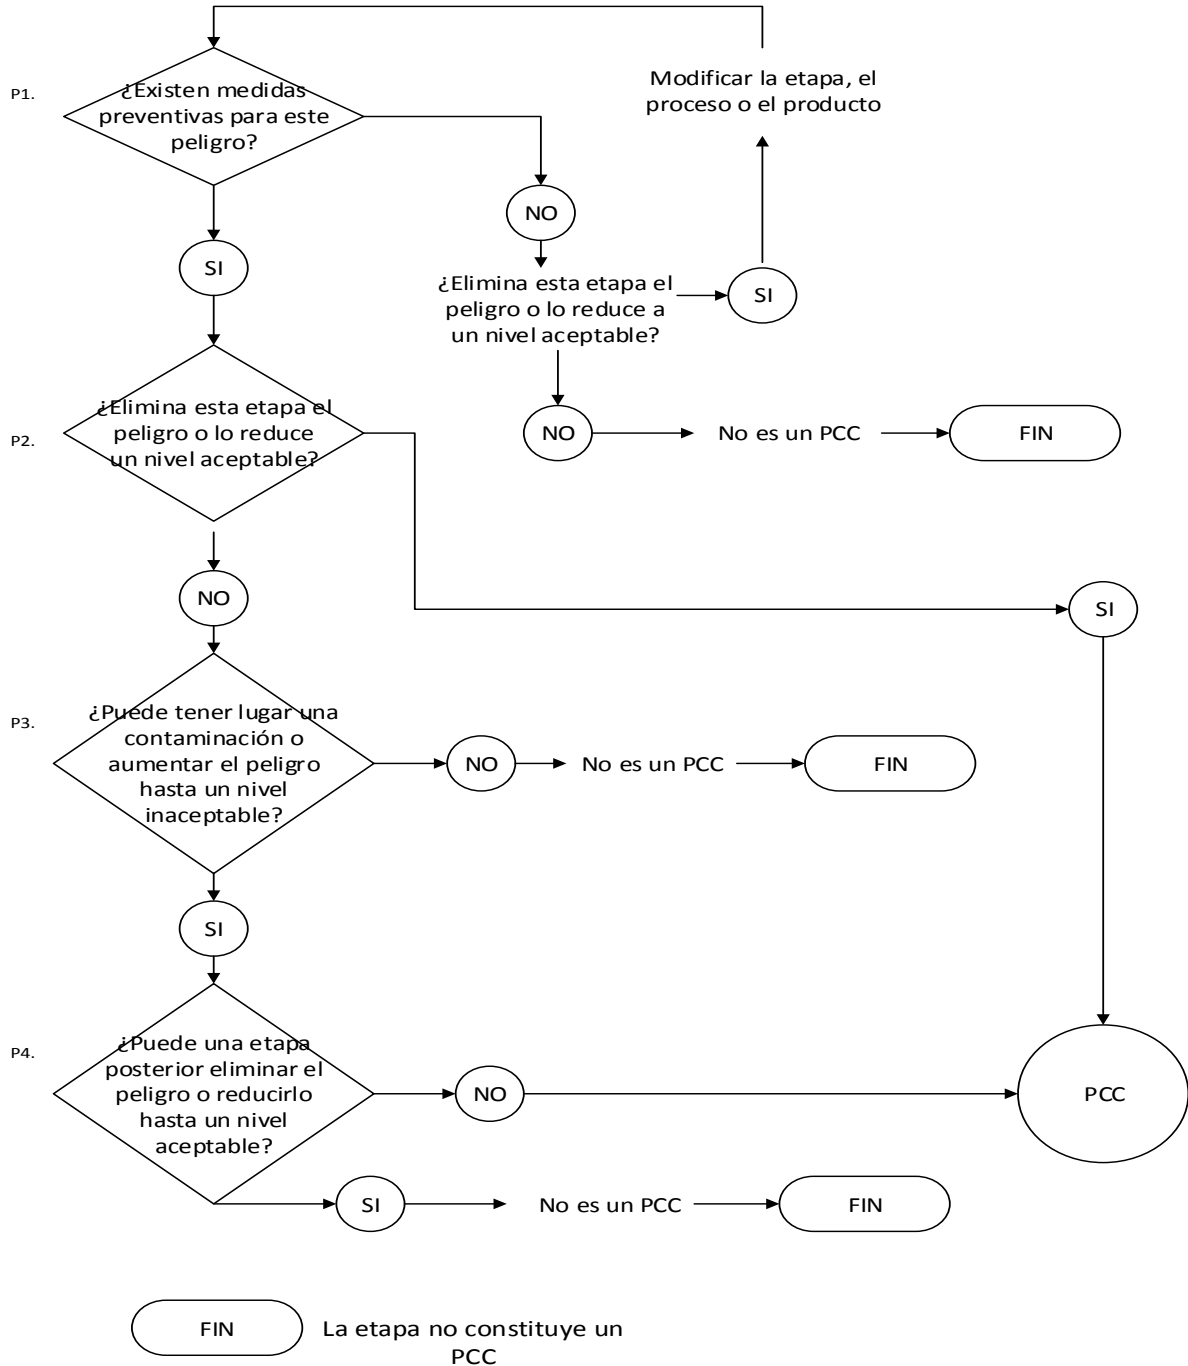 P1.
¿Existen medidas
preventivas para este
peligro?
Modificar la etapa, el
proceso o el producto
NO
SI
¿Elimina esta etapa el
peligro o lo reduce a
un nivel aceptable?
SI
P2.
¿Elimina esta etapa el
peligro o lo reduce
un nivel aceptable?
NO
No es un PCC
FIN
NO
SI
P3.
¿Puede tener lugar una
contaminación o
aumentar el peligro
hasta un nivel
inaceptable?
NO
No es un PCC
FIN
SI
P4.
¿Puede una etapa
posterior eliminar el
peligro o reducirlo
hasta un nivel
aceptable?
NO
PCC
SI
No es un PCC
FIN
FIN
La etapa no constituye un
PCC